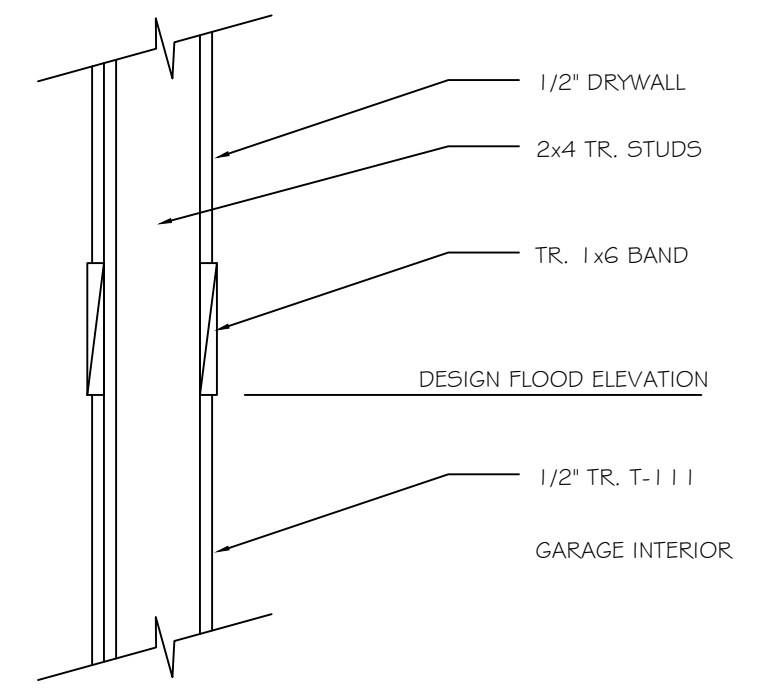 1/2" DRYWALL
2x4 TR. STUDS
TR. 1x6 BAND
DESIGN FLOOD ELEVATION
1/2" TR. T-111
GARAGE INTERIOR